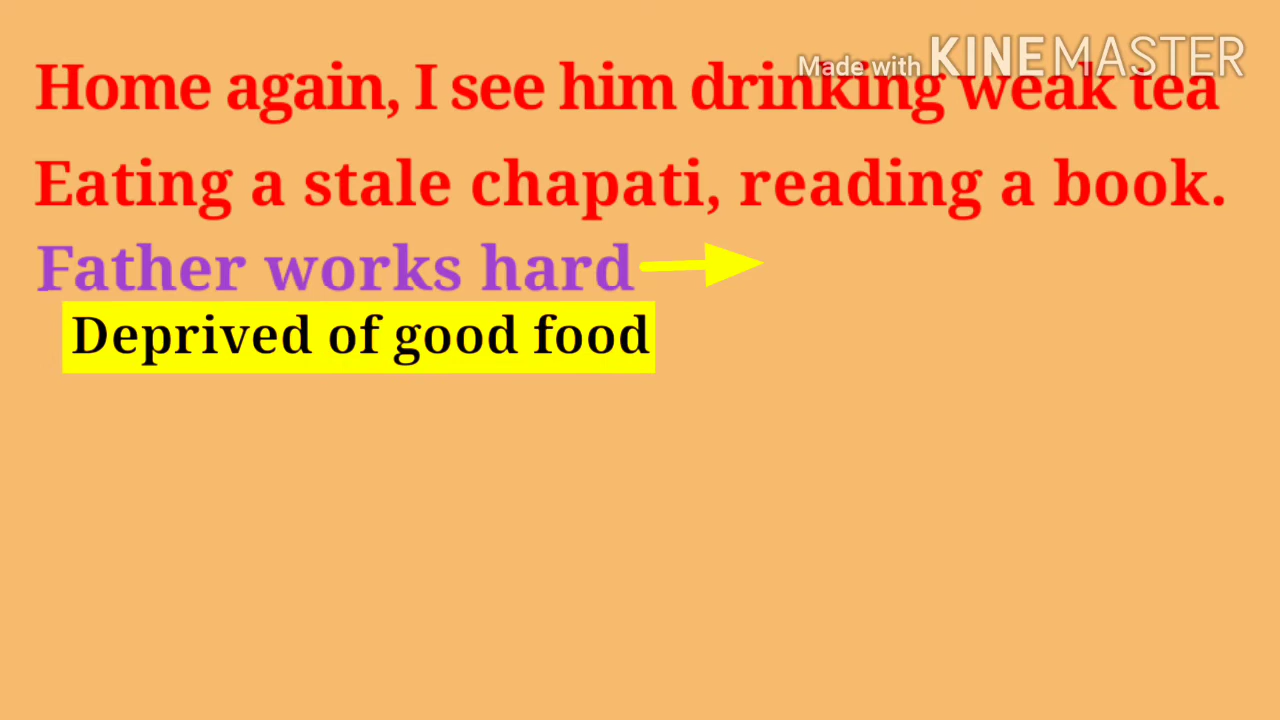 Made with KINEMASTER
Home again, I see him drinking weak tea
Eating a stale chapati, reading a book.
Father works hard
Deprived of good food